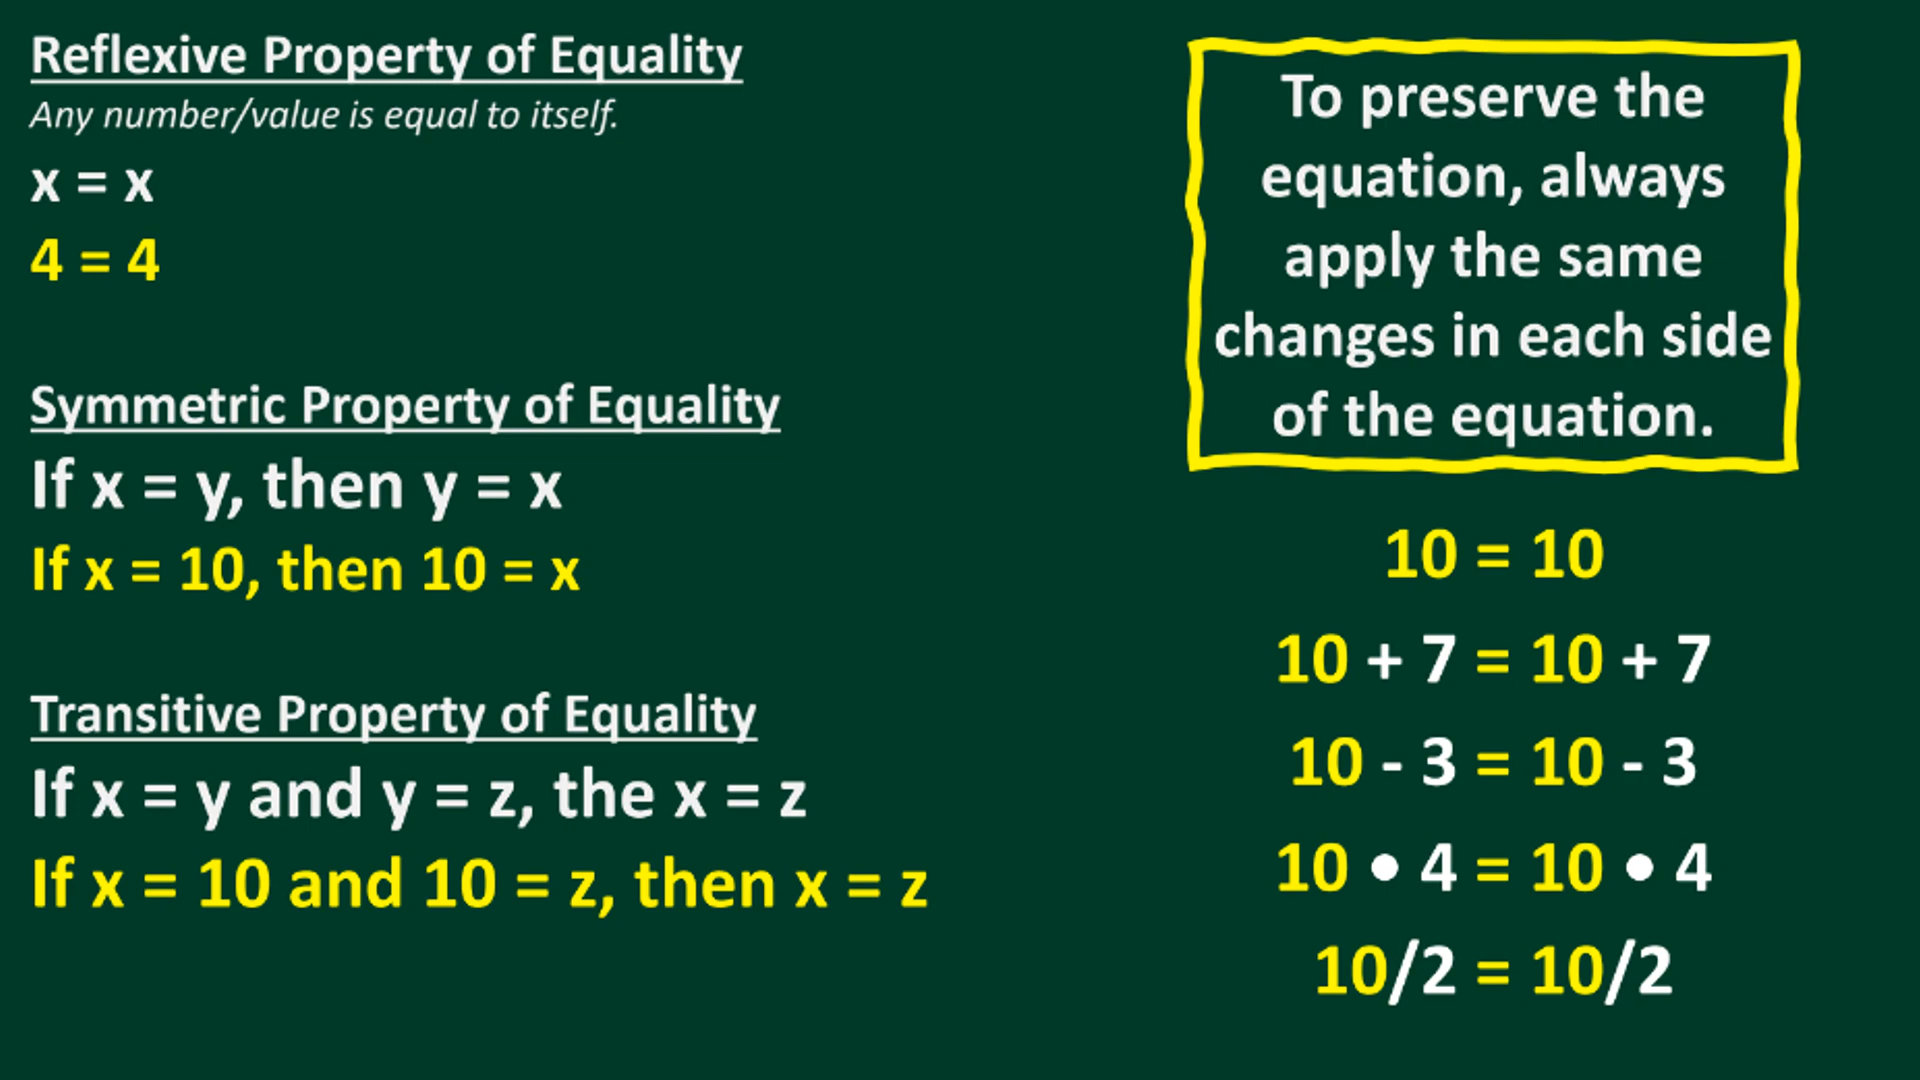 Reflexive Property of Equality
Any number/value is equal to itself.
x = x
4 = 4
Symmetric Property of Equality
If x = y, then y = x
If x = 10, then 10 = x
Transitive Property of Equality
If x = y and y = z, the x = z
If x = 10 and 10 = z, then x = z
To preserve the
equation, always
apply the same
changes in each side
of the equation.
10 = 10
10 + 7 = 10 + 7
10 - 3 = 10 - 3
10 • 4 = 10 • 4
10/2 = 10/2